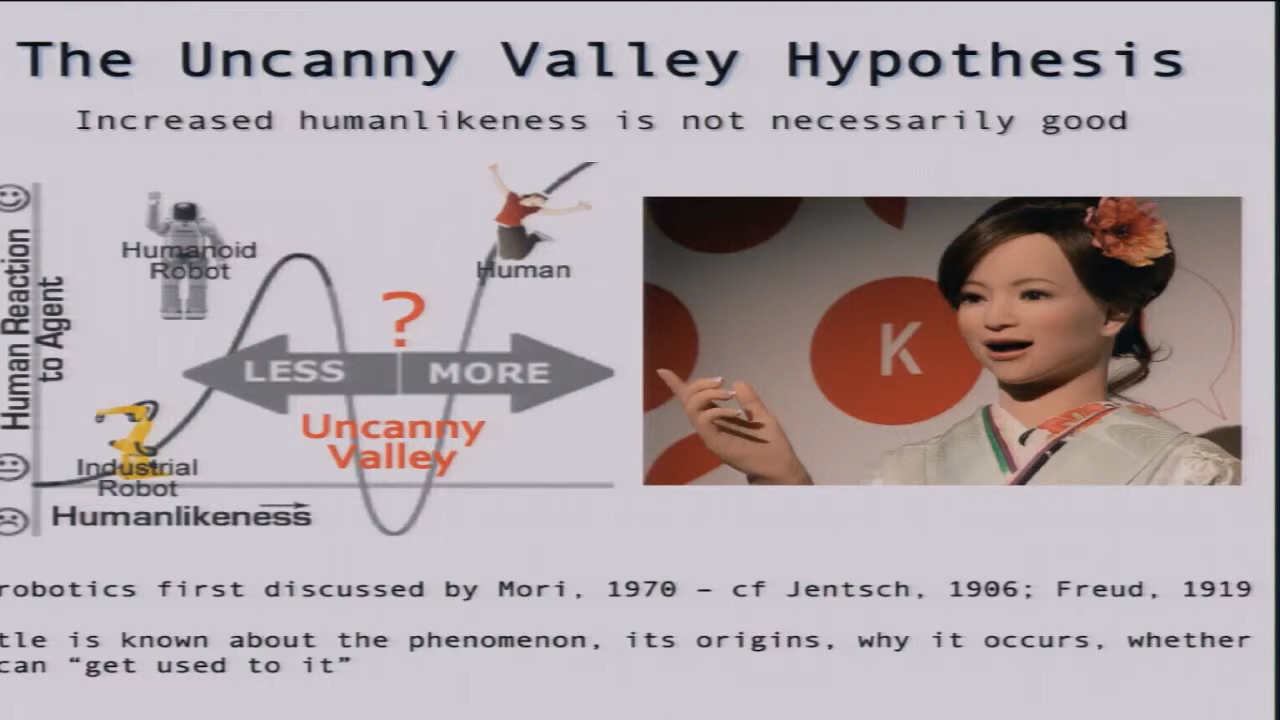 The Uncanny Valley Hypothesis
Increased humanlikeness is not necessarily good
Human Reaction
to Agent
Humanoid
Robot
Human
?
LESS MORE
Uncanny
Valley
Industrial
Robot
Humanlikeness
K
robotics first discussed by Mori, 1970 – cf Jentsch, 1906; Freud, 1919
tle is known about the phenomenon, its origins, why it occurs, whether
can “get used to it”